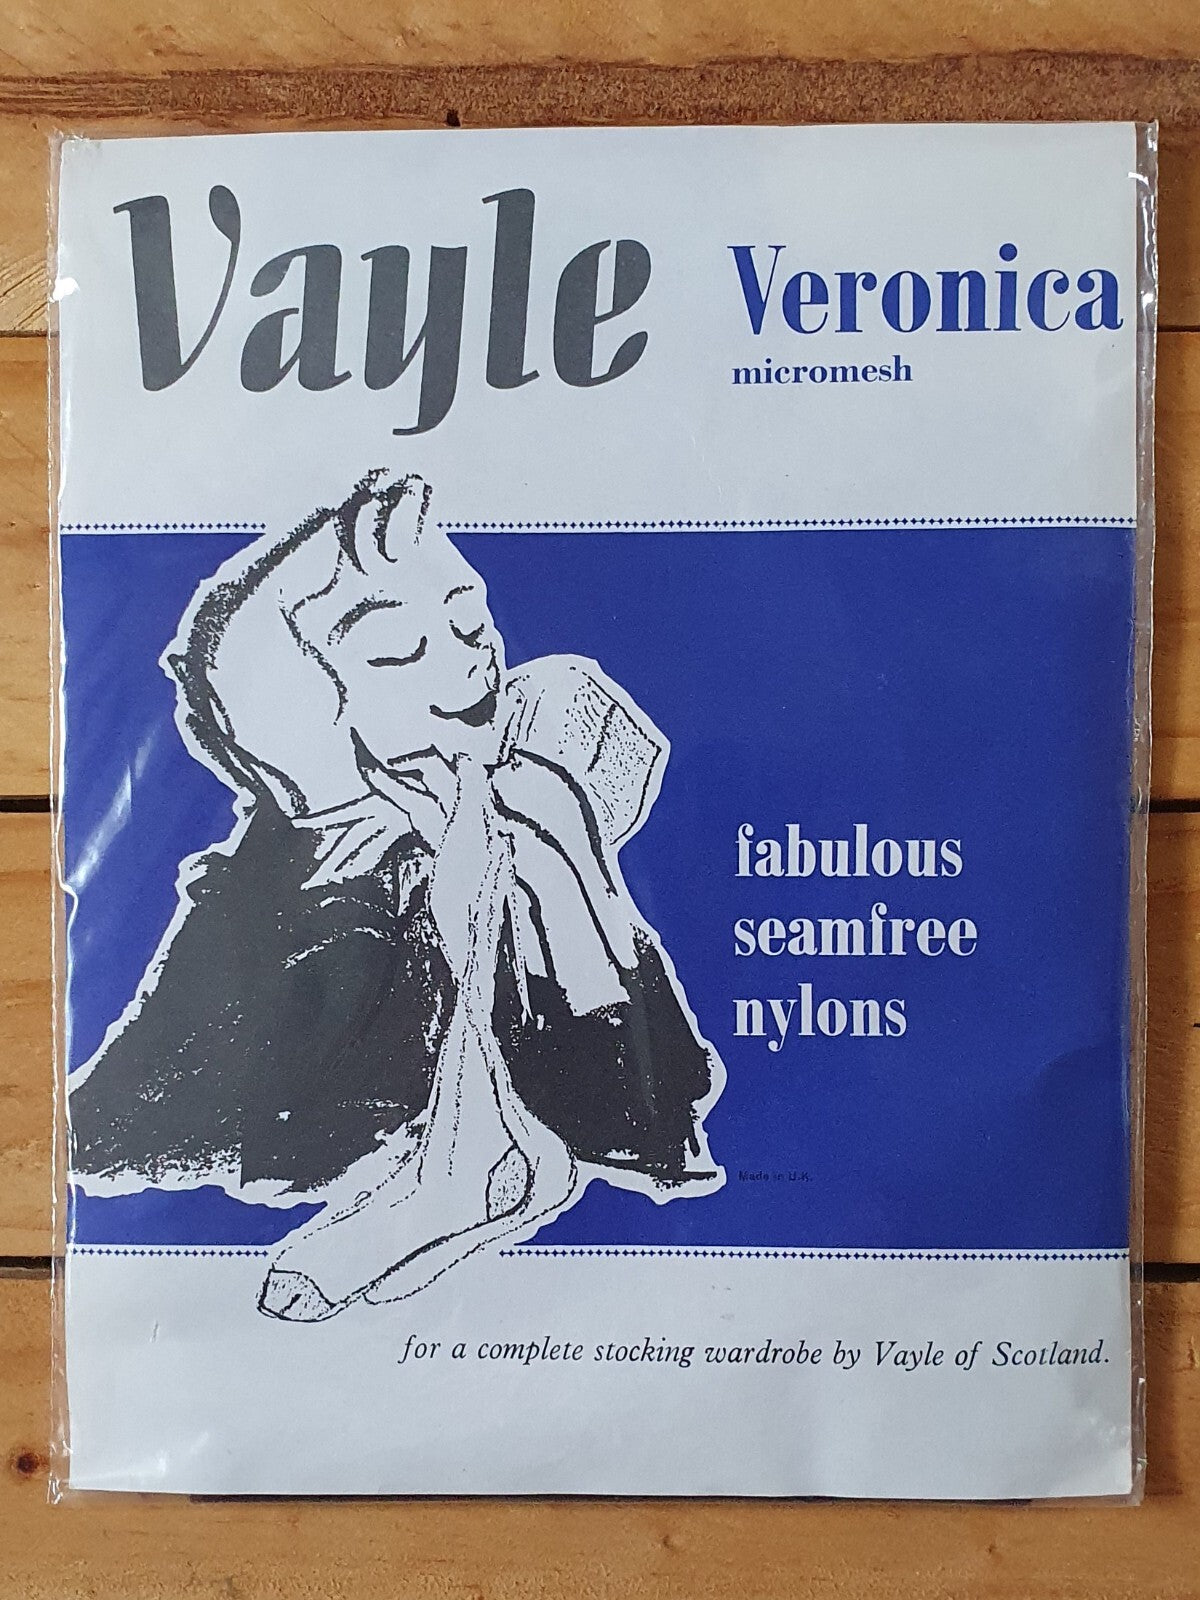 Vayle
Veronica
micromesh
fabulous
seamfree
nylons
Made in U.K.
for a complete stocking wardrobe by Vayle of Scotland.